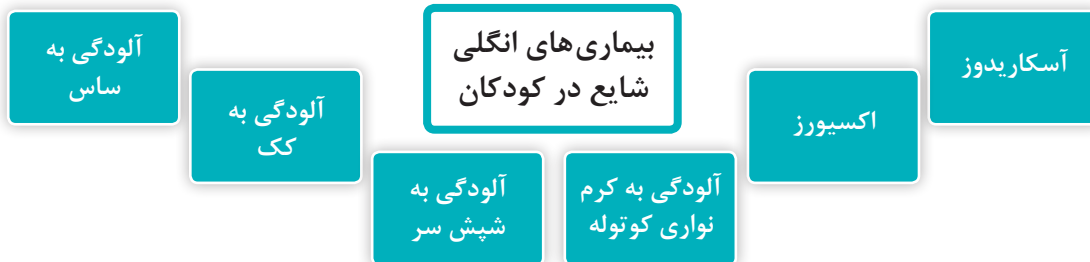 بیماری‌های انگلی
شایع در کودکان
آسکاریدوز
اکسیورز
آلودگی به کرم
نواری کوتوله
آلودگی به
شپش سر
آلودگی به
کک
آلودگی به
ساس